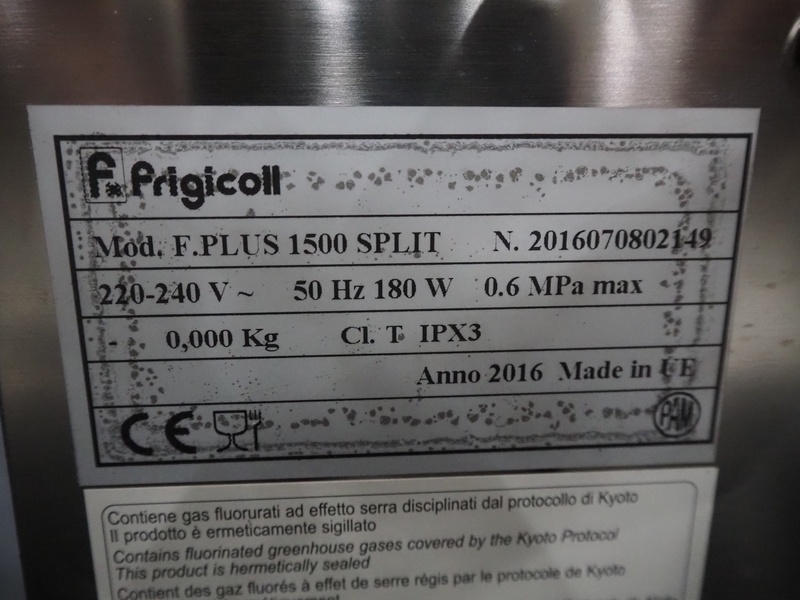 F frigicoll
Mod. F.PLUS 1500 SPLIT N. 2016070802149
220-240 V ~ 50 Hz 180 W 0.6 MPa max
- 0,000 Kg Cl. T IPX3
Anno 2016 Made in UE
CE PAM
Contiene gas fluorurati ad effetto serra disciplinati dal protocollo di Kyoto
Il prodotto è ermeticamente sigillato
Contains fluorinated greenhouse gases covered by the Kyoto Protocol
This product is hermetically sealed
Contient des gaz fluorés à effet de serre régis par le protocole de Kyoto